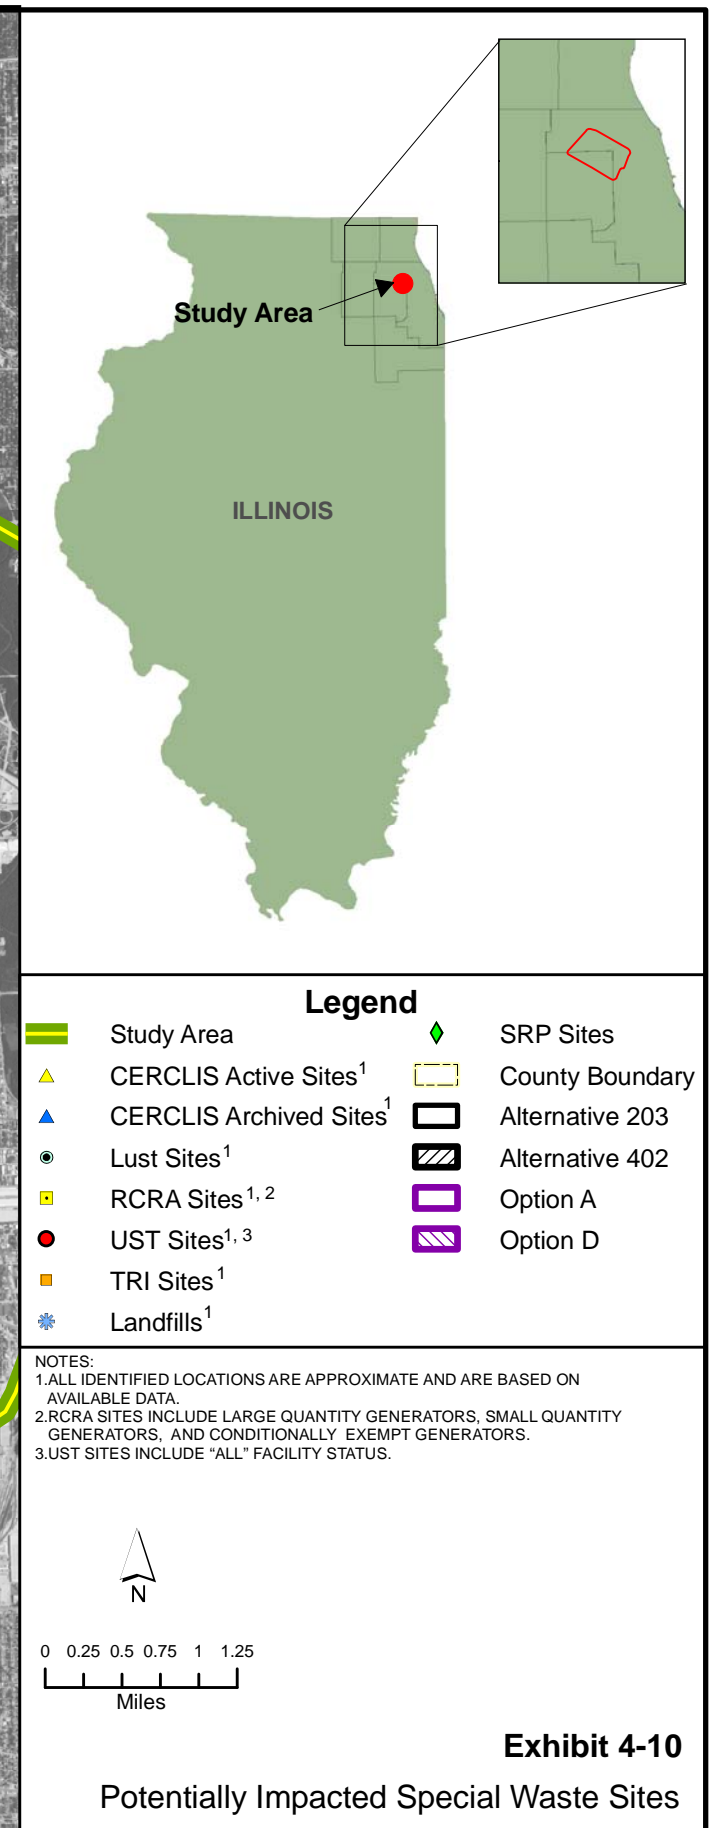 Study Area
ILLINOIS
Legend
Study Area
CERCLIS Active Sites1
CERCLIS Archived Sites1
Lust Sites1
RCRA Sites1, 2
UST Sites1, 3
TRI Sites1
Landfills1
SRP Sites
County Boundary
Alternative 203
Alternative 402
Option A
Option D
NOTES:
1.ALL IDENTIFIED LOCATIONS ARE APPROXIMATE AND ARE BASED ON
AVAILABLE DATA.
2.RCRA SITES INCLUDE LARGE QUANTITY GENERATORS, SMALL QUANTITY
GENERATORS, AND CONDITIONALLY EXEMPT GENERATORS.
3.UST SITES INCLUDE “ALL” FACILITY STATUS.
N
0 0.25 0.5 0.75 1 1.25
Miles
Exhibit 4-10
Potentially Impacted Special Waste Sites